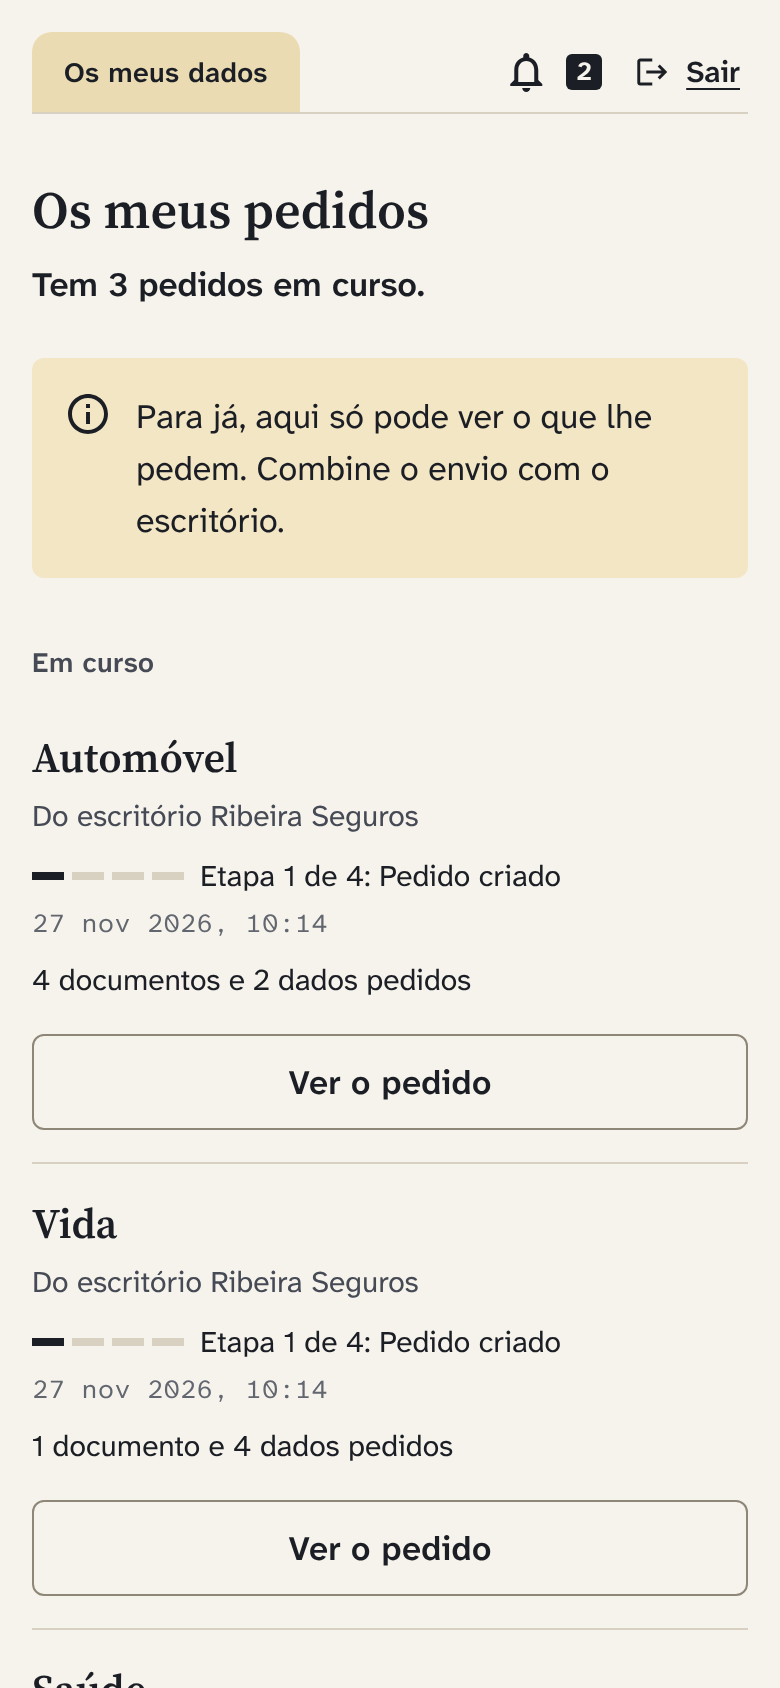 Os meus dados
2
Sair
Os meus pedidos
Tem 3 pedidos em curso.
Para já, aqui só pode ver o que lhe
pedem. Combine o envio com o
escritório.
Em curso
Automóvel
Do escritório Ribeira Seguros
Etapa 1 de 4: Pedido criado
27 nov 2026, 10:14
4 documentos e 2 dados pedidos
Ver o pedido
Vida
Do escritório Ribeira Seguros
Etapa 1 de 4: Pedido criado
27 nov 2026, 10:14
1 documento e 4 dados pedidos
Ver o pedido
Saúde